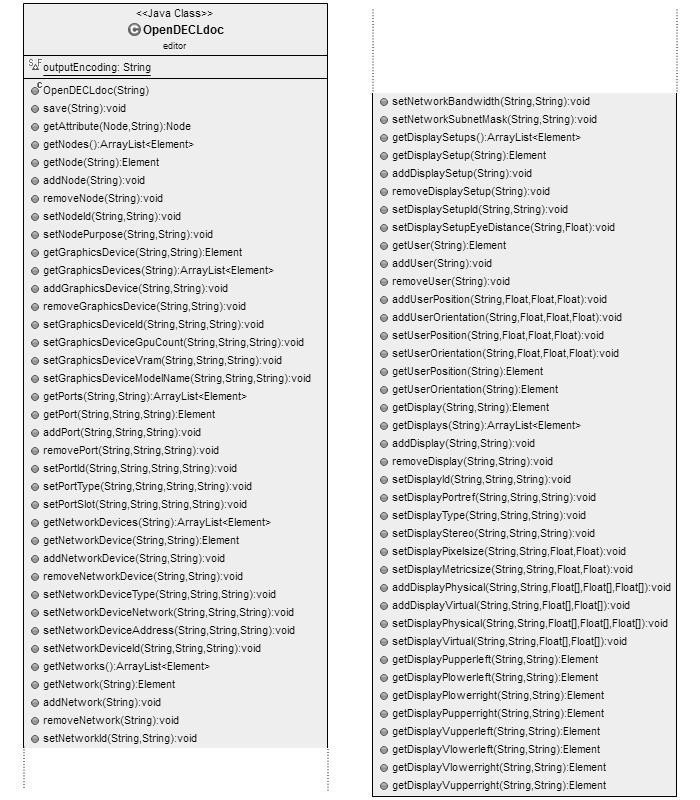 <<Java Class>>
C OpenDECLdoc
editor
S F outputEncoding: String
C OpenDECLdoc(String)
save(String):void
getAttribute(Node,String):Node
getNodes():ArrayList<Element>
getNode(String):Element
addNode(String):void
removeNode(String):void
setNodeId(String,String):void
setNodePurpose(String,String):void
getGraphicsDevice(String,String):Element
getGraphicsDevices(String):ArrayList<Element>
addGraphicsDevice(String,String):void
removeGraphicsDevice(String,String):void
setGraphicsDeviceId(String,String,String):void
setGraphicsDeviceGpuCount(String,String,String):void
setGraphicsDeviceVram(String,String,String):void
setGraphicsDeviceModelName(String,String,String):void
getPorts(String,String):ArrayList<Element>
getPort(String,String,String):Element
addPort(String,String,String):void
removePort(String,String,String):void
setPortId(String,String,String,String):void
setPortType(String,String,String,String):void
setPortSlot(String,String,String,String):void
getNetworkDevices(String):ArrayList<Element>
getNetworkDevice(String,String):Element
addNetworkDevice(String,String):void
removeNetworkDevice(String,String):void
setNetworkDeviceType(String,String,String):void
setNetworkDeviceNetwork(String,String,String):void
setNetworkDeviceAddress(String,String,String):void
setNetworkDeviceId(String,String,String):void
getNetworks():ArrayList<Element>
getNetwork(String):Element
addNetwork(String):void
removeNetwork(String):void
setNetworkId(String,String):void
setNetworkBandwidth(String,String):void
setNetworkSubnetMask(String,String):void
getDisplaySetups():ArrayList<Element>
getDisplaySetup(String):Element
addDisplaySetup(String):void
removeDisplaySetup(String):void
setDisplaySetupId(String,String):void
setDisplaySetupEyeDistance(String,Float):void
getUser(String):Element
addUser(String):void
removeUser(String):void
addUserPosition(String,Float,Float,Float):void
addUserOrientation(String,Float,Float,Float):void
setUserPosition(String,Float,Float,Float):void
setUserOrientation(String,Float,Float,Float):void
getUserPosition(String):Element
getUserOrientation(String):Element
getDisplay(String,String):Element
getDisplays(String):ArrayList<Element>
addDisplay(String,String):void
removeDisplay(String,String):void
setDisplayId(String,String,String):void
setDisplayPortref(String,String,String):void
setDisplayType(String,String,String):void
setDisplayStereo(String,String,String):void
setDisplayPixelsize(String,String,Float,Float):void
setDisplayMetricsize(String,String,Float,Float):void
addDisplayPhysical(String,String,Float[],Float[],Float[]):void
addDisplayVirtual(String,String,Float[],Float[]):void
setDisplayPhysical(String,String,Float[],Float[],Float[]):void
setDisplayVirtual(String,String,Float[],Float[]):void
getDisplayPupperleft(String,String):Element
getDisplayPlowerleft(String,String):Element
getDisplayPlowerright(String,String):Element
getDisplayPupperright(String,String):Element
getDisplayVupperleft(String,String):Element
getDisplayVlowerleft(String,String):Element
getDisplayVlowerright(String,String):Element
getDisplayVupperright(String,String):Element